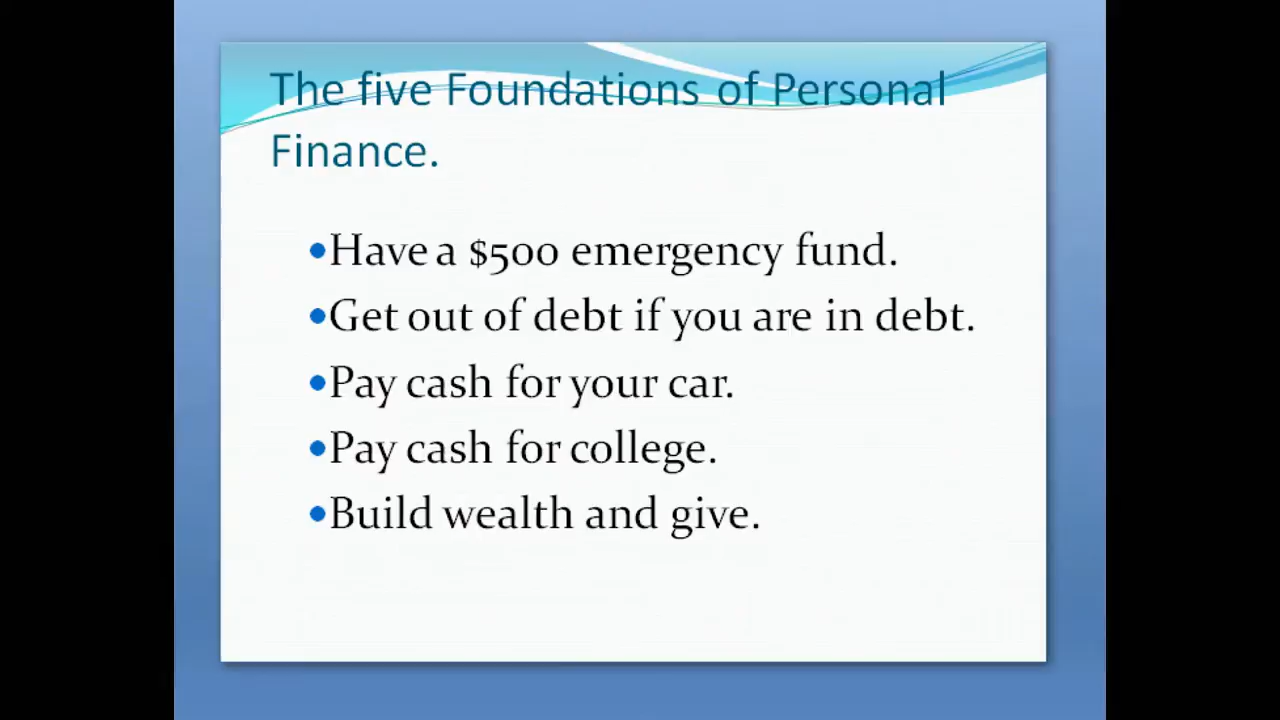 The five Foundations of Personal
Finance.
•Have a $500 emergency fund.
•Get out of debt if you are in debt.
•Pay cash for your car.
•Pay cash for college.
•Build wealth and give.